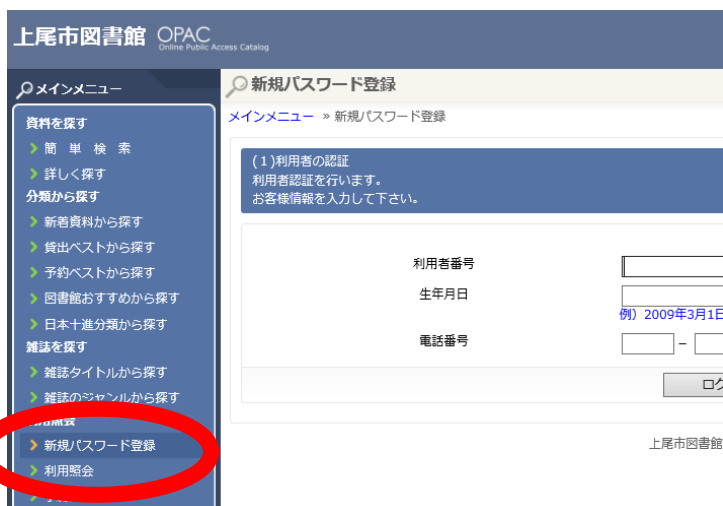 上尾市図書館 OPAC
Online Public Access Catalog
メインメニュー
資料を探す
簡 単 検 索
詳しく探す
分類から探す
新着資料から探す
貸出ベストから探す
予約ベストから探す
図書館おすすめから探す
日本十進分類から探す
雑誌を探す
雑誌タイトルから探す
雑誌のジャンルから探す
新規パスワード登録
利用照会
新規パスワード登録
メインメニュー » 新規パスワード登録
(1)利用者の認証
利用者認証を行います。
お客様情報を入力して下さい。
利用者番号
生年月日
例）2009年3月1日
電話番号
－
ログ
上尾市図書館